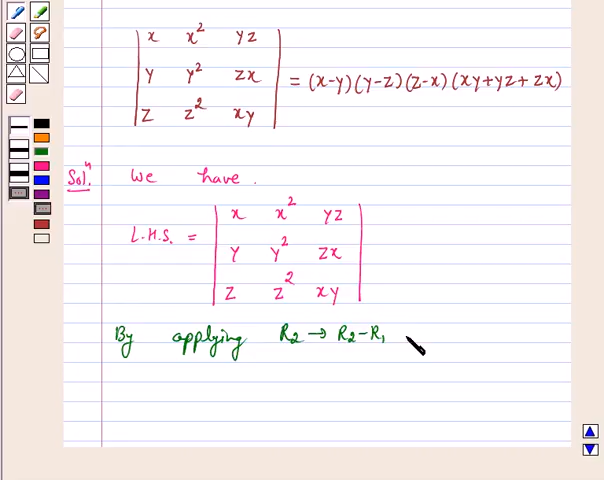 | x x² yz |
| y y² zx | = (x-y)(y-z)(z-x)(xy+yz+zx)
| z z² xy |
Solⁿ. We have.
| x x² yz |
L.H.S. = | y y² zx |
| z z² xy |
By applying R₂ → R₂-R₁